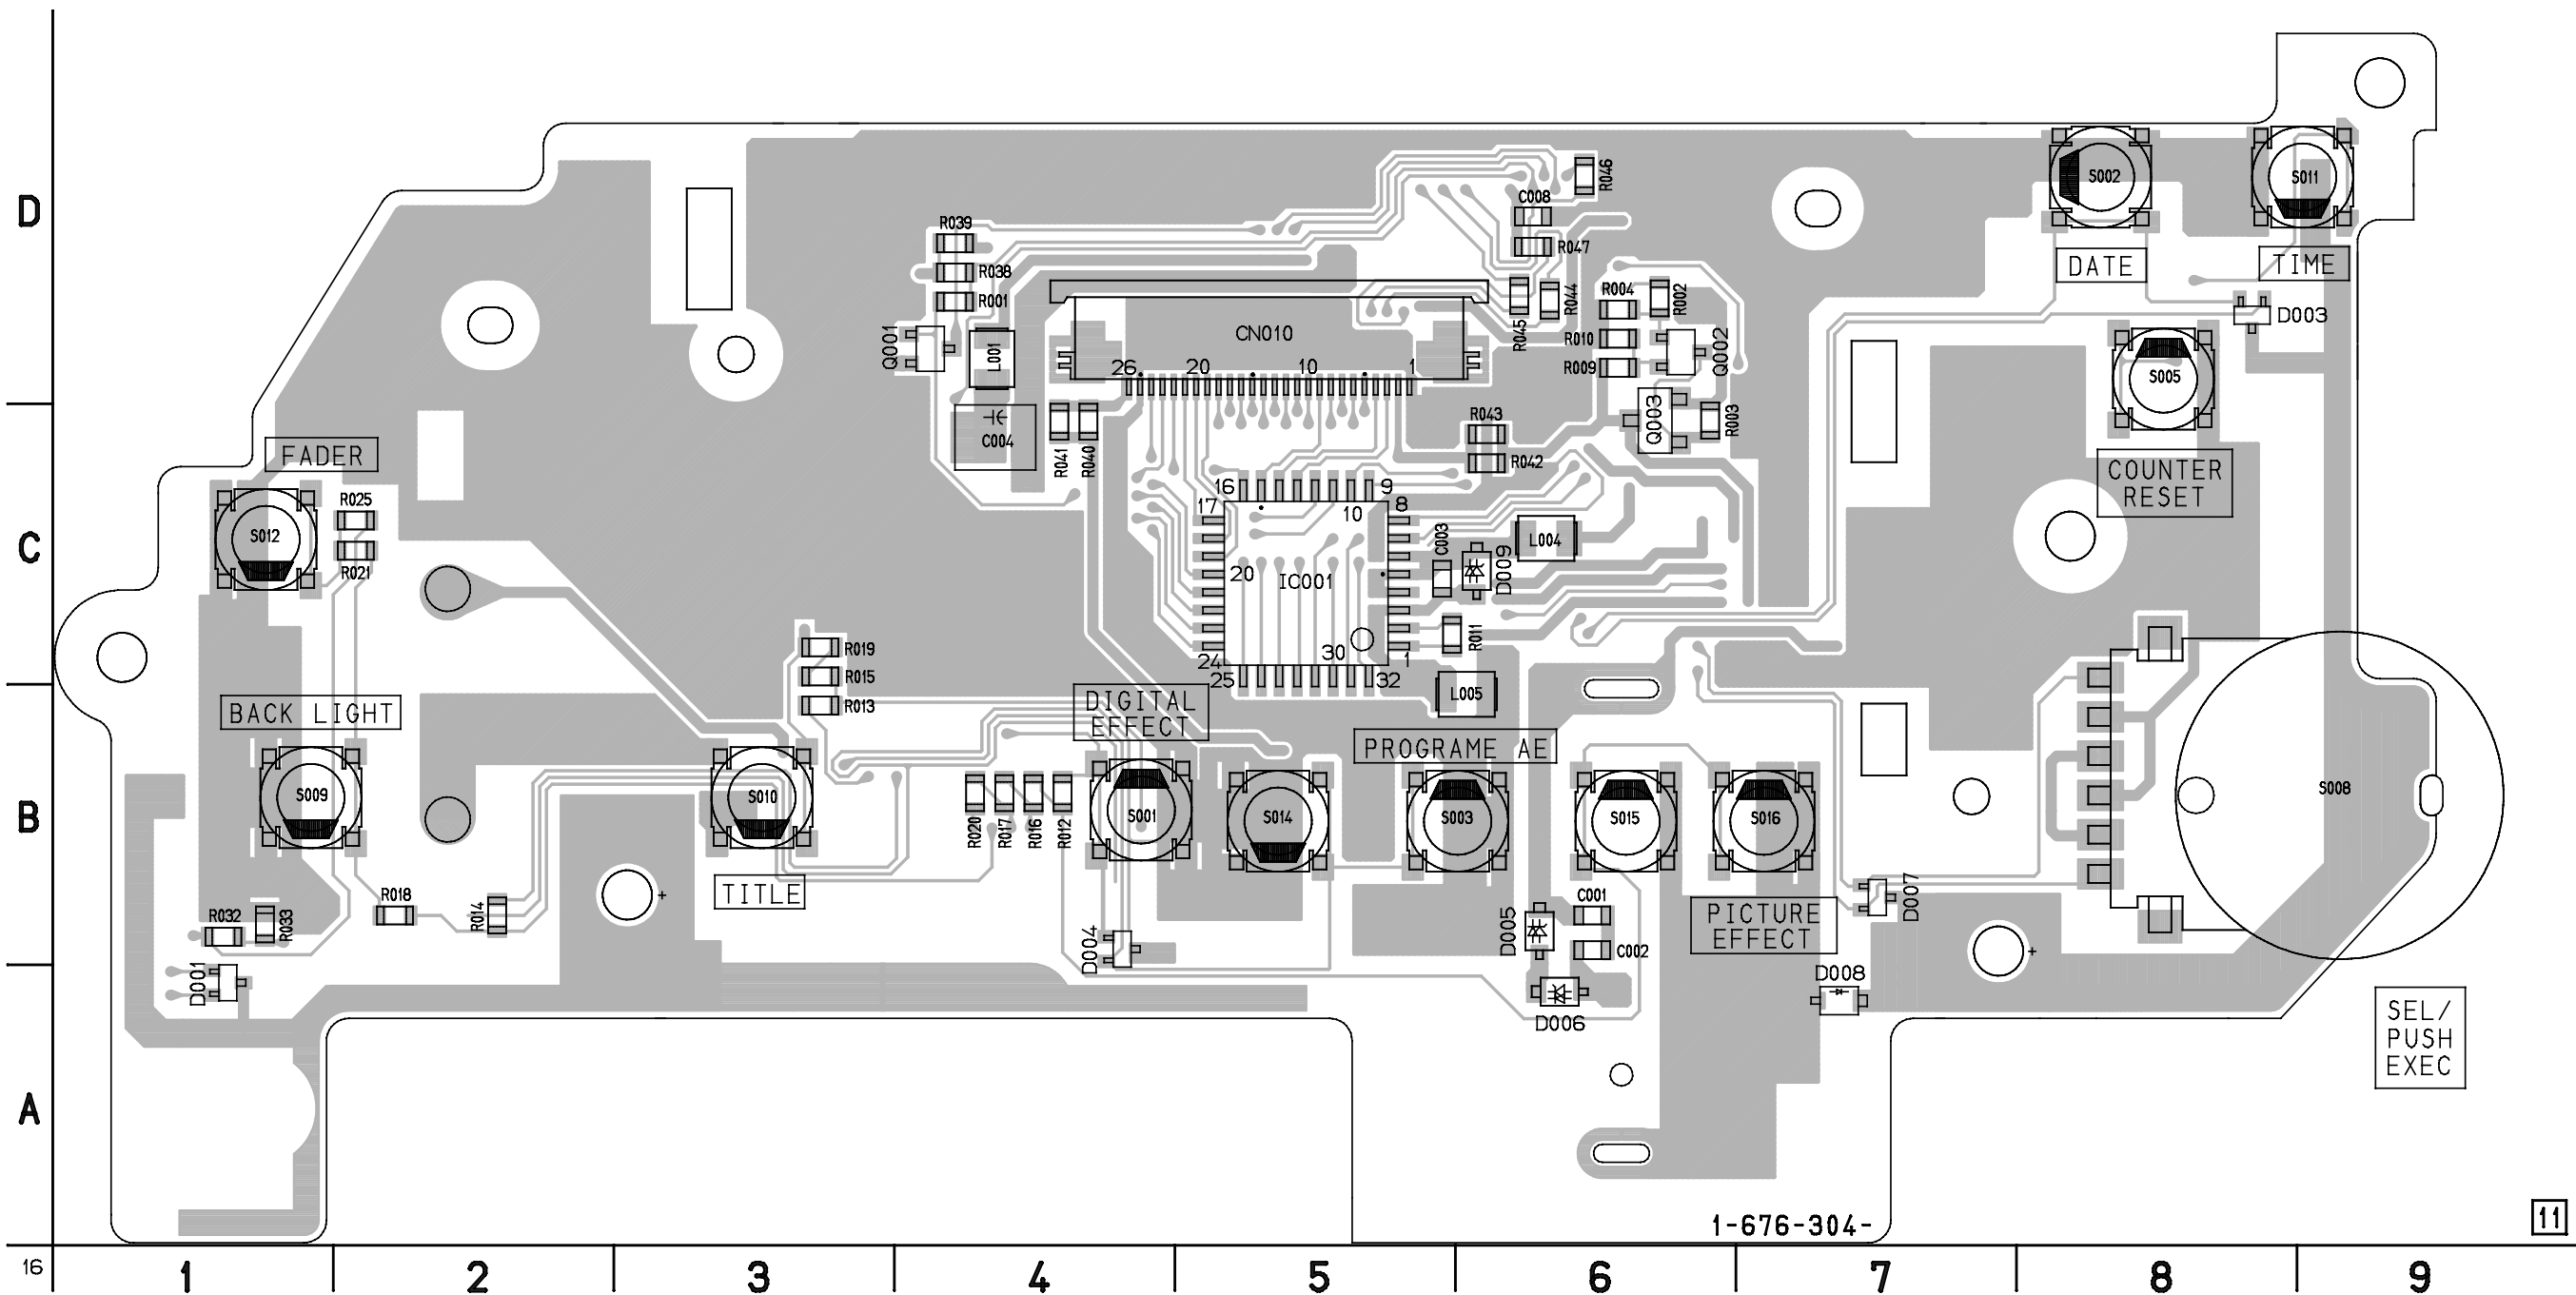 D
C
B
A
1
2
3
4
5
6
7
8
9
16
11
R046
C008
R047
R039
R038
R001
Q001
L001
C004
CN010
26
20
10
1
R045
R044
R004
R002
R010
R009
Q002
Q003
R003
S002
S011
DATE
TIME
D003
S005
COUNTER
RESET
FADER
S012
R025
R021
R041
R040
R043
R042
16
9
17
8
10
20
IC001
30
24
1
25
32
C003
D009
L004
R011
L005
R019
R015
R013
BACK LIGHT
S009
S010
TITLE
DIGITAL
EFFECT
PROGRAME AE
R020
R017
R016
R012
S001
S014
S003
S015
S016
S008
R018
R014
R032
R033
D001
D004
D005
C001
C002
D006
PICTURE
EFFECT
D007
D008
SEL/
PUSH
EXEC
1-676-304-